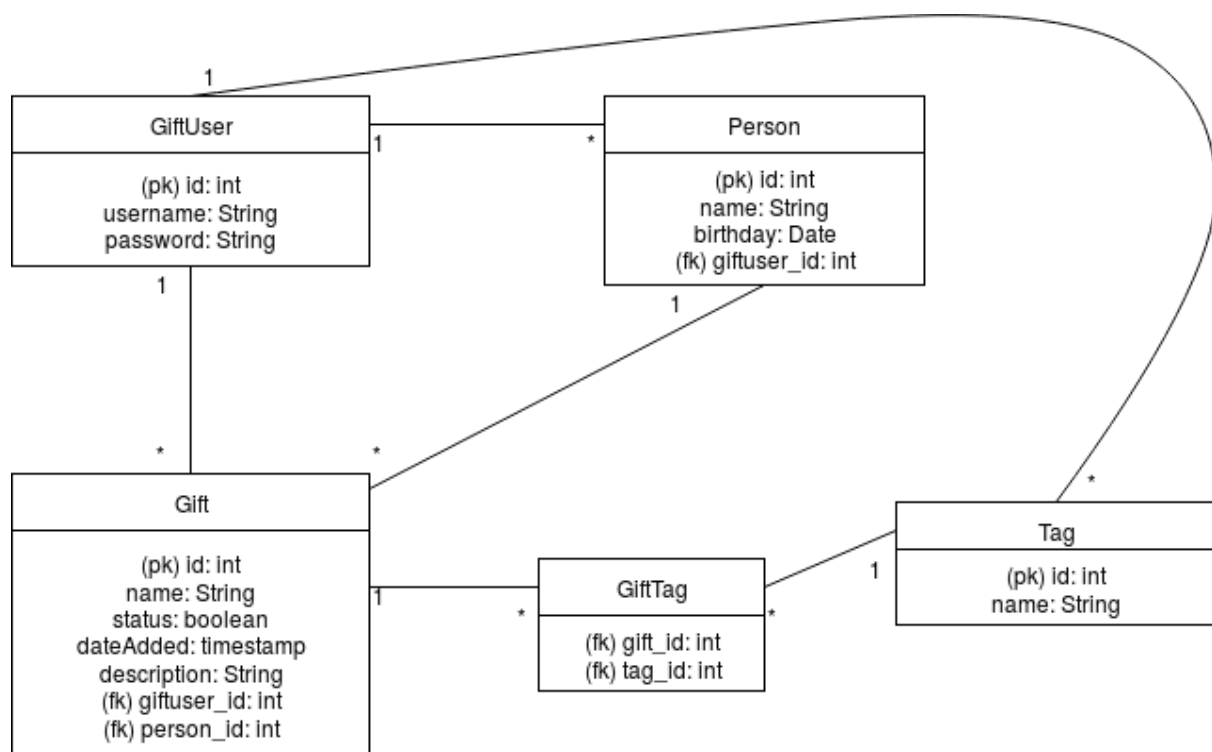 1
GiftUser
(pk) id: int
username: String
password: String
1
*
Person
(pk) id: int
name: String
birthday: Date
(fk) giftuser_id: int
1
1
*
*
Gift
(pk) id: int
name: String
status: boolean
dateAdded: timestamp
description: String
(fk) giftuser_id: int
(fk) person_id: int
1
*
GiftTag
(fk) gift_id: int
(fk) tag_id: int
*
1
*
Tag
(pk) id: int
name: String